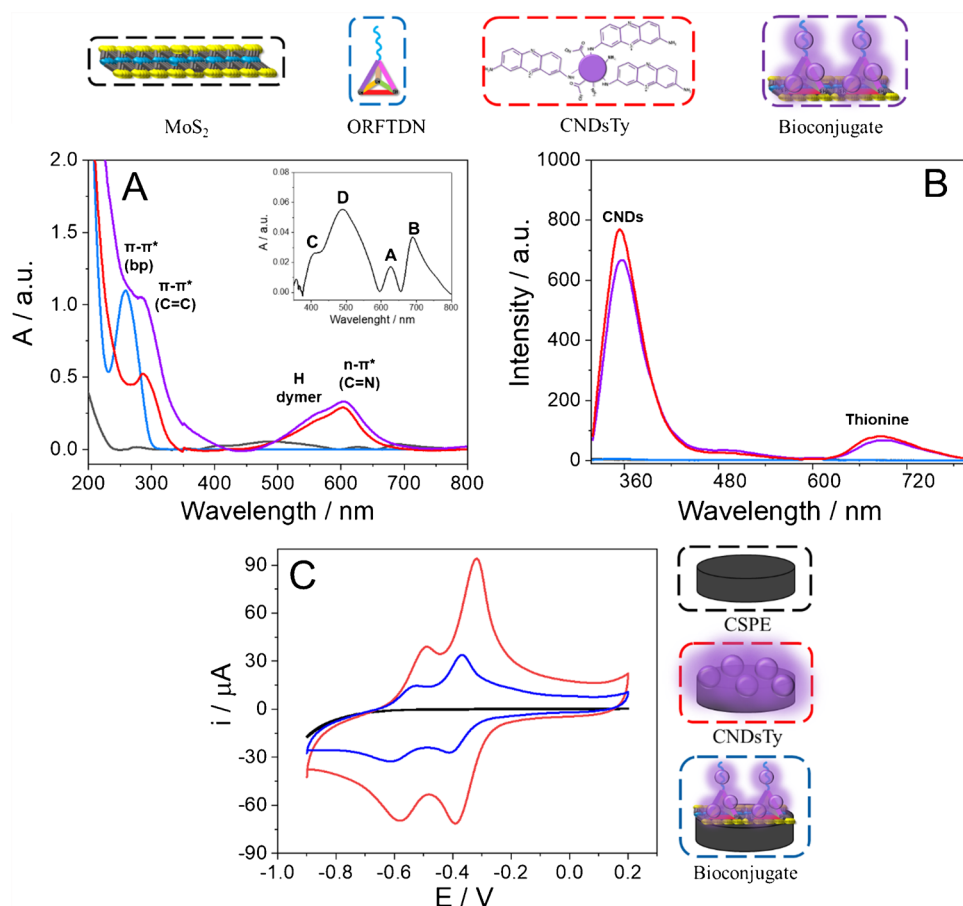 MoS₂
ORFTDN
CNDsTy
Bioconjugate
A
2.0
1.5
1.0
0.5
0.0
A / a.u.
π-π*
(bp)
π-π*
(C=C)
H
dymer
n-π*
(C=N)
200 300 400 500 600 700 800
Wavelength / nm
0.08
0.04
0.00
A / a.u.
C
D
A
B
400 500 600 700 800
Wavelenght / nm
B
1000
800
600
400
200
0
Intensity / a.u.
CNDs
Thionine
360 480 600 720
Wavelength / nm
C
90
60
30
0
-30
-60
-90
i / μA
-1.0 -0.8 -0.6 -0.4 -0.2 0.0 0.2
E / V
CSPE
CNDsTy
Bioconjugate